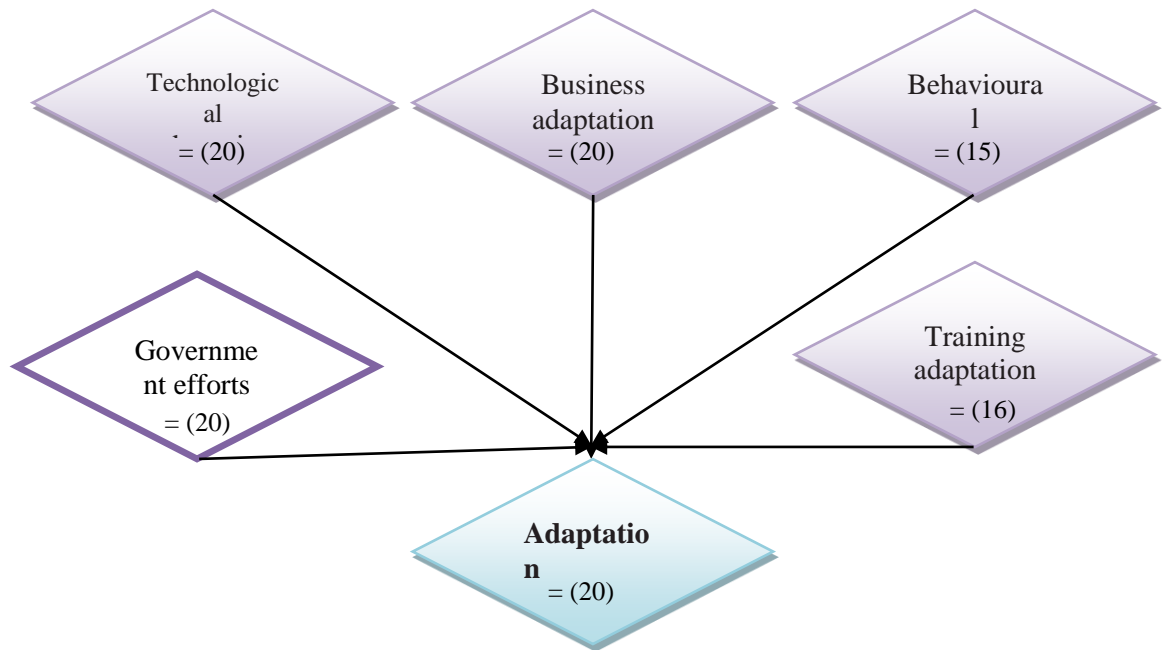 Technologic
al
= (20)
Business
adaptation
= (20)
Behavioura
l
= (15)
Governme
nt efforts
= (20)
Training
adaptation
= (16)
Adaptatio
n
= (20)